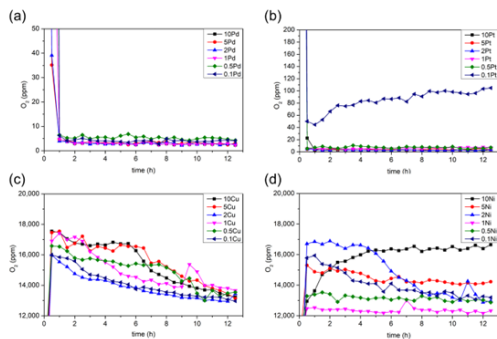 (a)
O₂ (ppm)
50
40
30
20
10
0
0 2 4 6 8 10 12
time (h)
10Pd
5Pd
2Pd
1Pd
0.5Pd
0.1Pd
(b)
O₂ (ppm)
200
180
160
140
120
100
80
60
40
20
0
0 2 4 6 8 10 12
time (h)
10Pt
5Pt
2Pt
1Pt
0.5Pt
0.1Pt
(c)
O₂ (ppm)
20,000
18,000
16,000
14,000
12,000
0 2 4 6 8 10 12
time (h)
10Cu
5Cu
2Cu
1Cu
0.5Cu
0.1Cu
(d)
O₂ (ppm)
20,000
18,000
16,000
14,000
12,000
0 2 4 6 8 10 12
time (h)
10Ni
5Ni
2Ni
1Ni
0.5Ni
0.1Ni